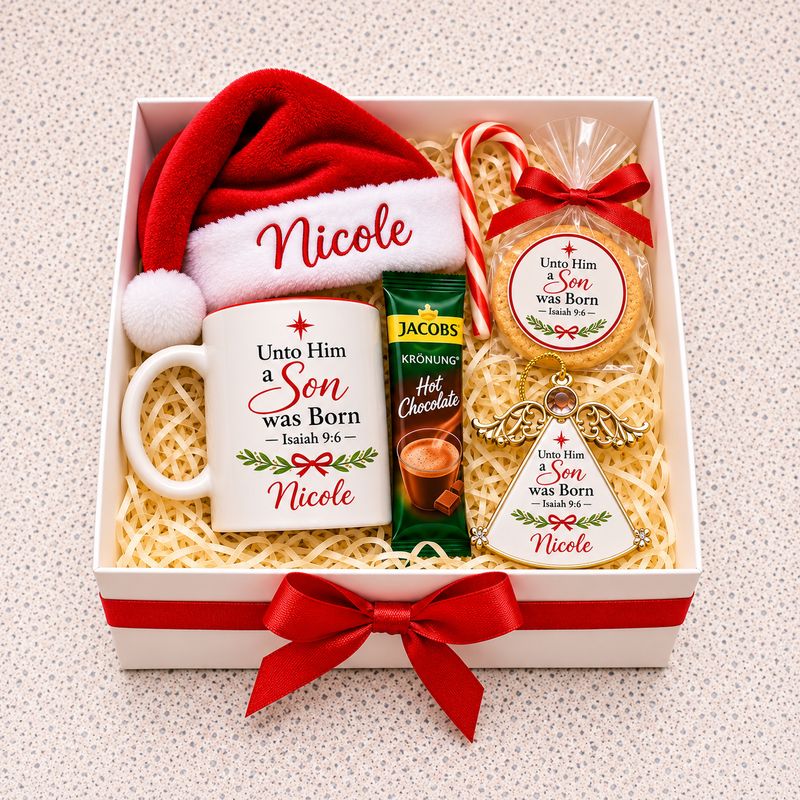 Nicole
Unto Him
a Son
was Born
– Isaiah 9:6 –
Nicole
JACOBS
KRÖNUNG®
Hot
Chocolate
Unto Him
a Son
was Born
– Isaiah 9:6 –
Unto Him
a Son
was Born
– Isaiah 9:6 –
Nicole